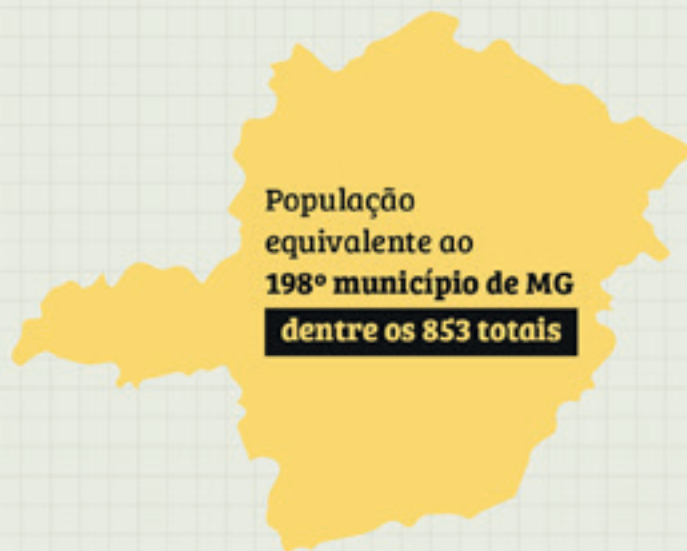 População
equivalente ao
198º município de MG
dentre os 853 totais